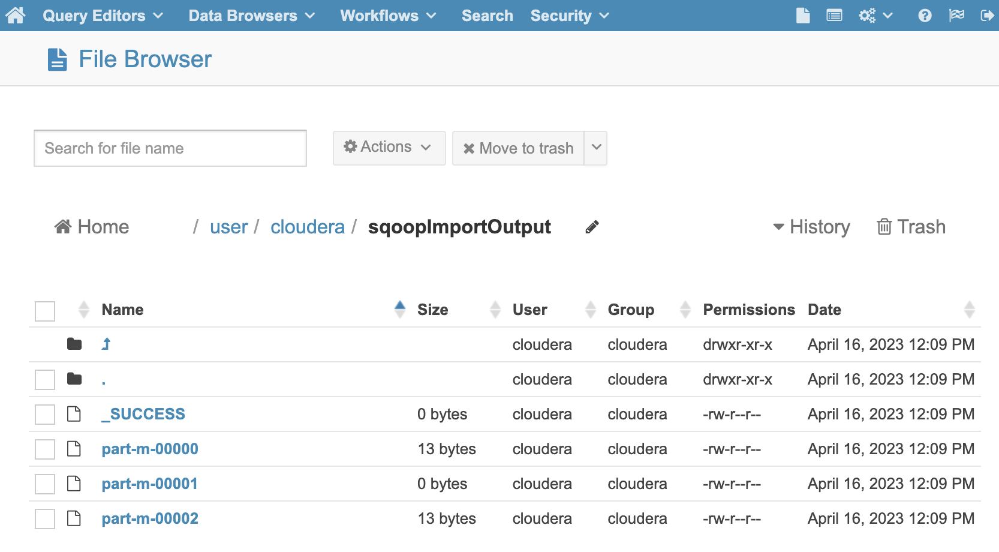 Query Editors Data Browsers Workflows Search Security
File Browser
Search for file name Actions Move to trash
Home / user / cloudera / sqoopImportOutput History Trash
Name Size User Group Permissions Date
cloudera cloudera drwxr-xr-x April 16, 2023 12:09 PM
. cloudera cloudera drwxr-xr-x April 16, 2023 12:09 PM
_SUCCESS 0 bytes cloudera cloudera -rw-r--r-- April 16, 2023 12:09 PM
part-m-00000 13 bytes cloudera cloudera -rw-r--r-- April 16, 2023 12:09 PM
part-m-00001 0 bytes cloudera cloudera -rw-r--r-- April 16, 2023 12:09 PM
part-m-00002 13 bytes cloudera cloudera -rw-r--r-- April 16, 2023 12:09 PM